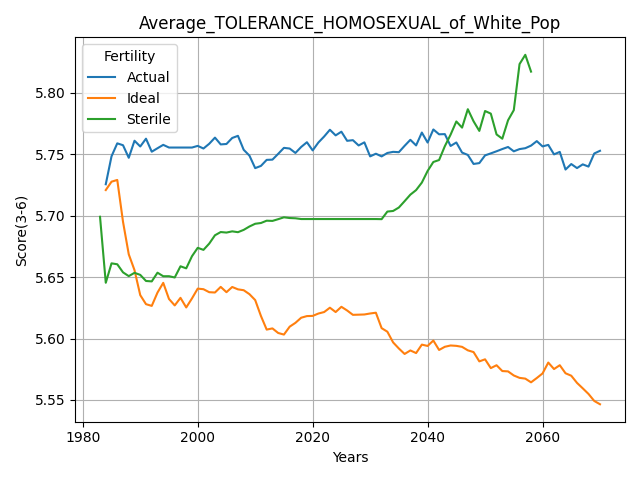 Average_TOLERANCE_HOMOSEXUAL_of_White_Pop
Fertility
Actual
Ideal
Sterile
Score(3-6)
5.80
5.75
5.70
5.65
5.60
5.55
1980
2000
2020
2040
2060
Years